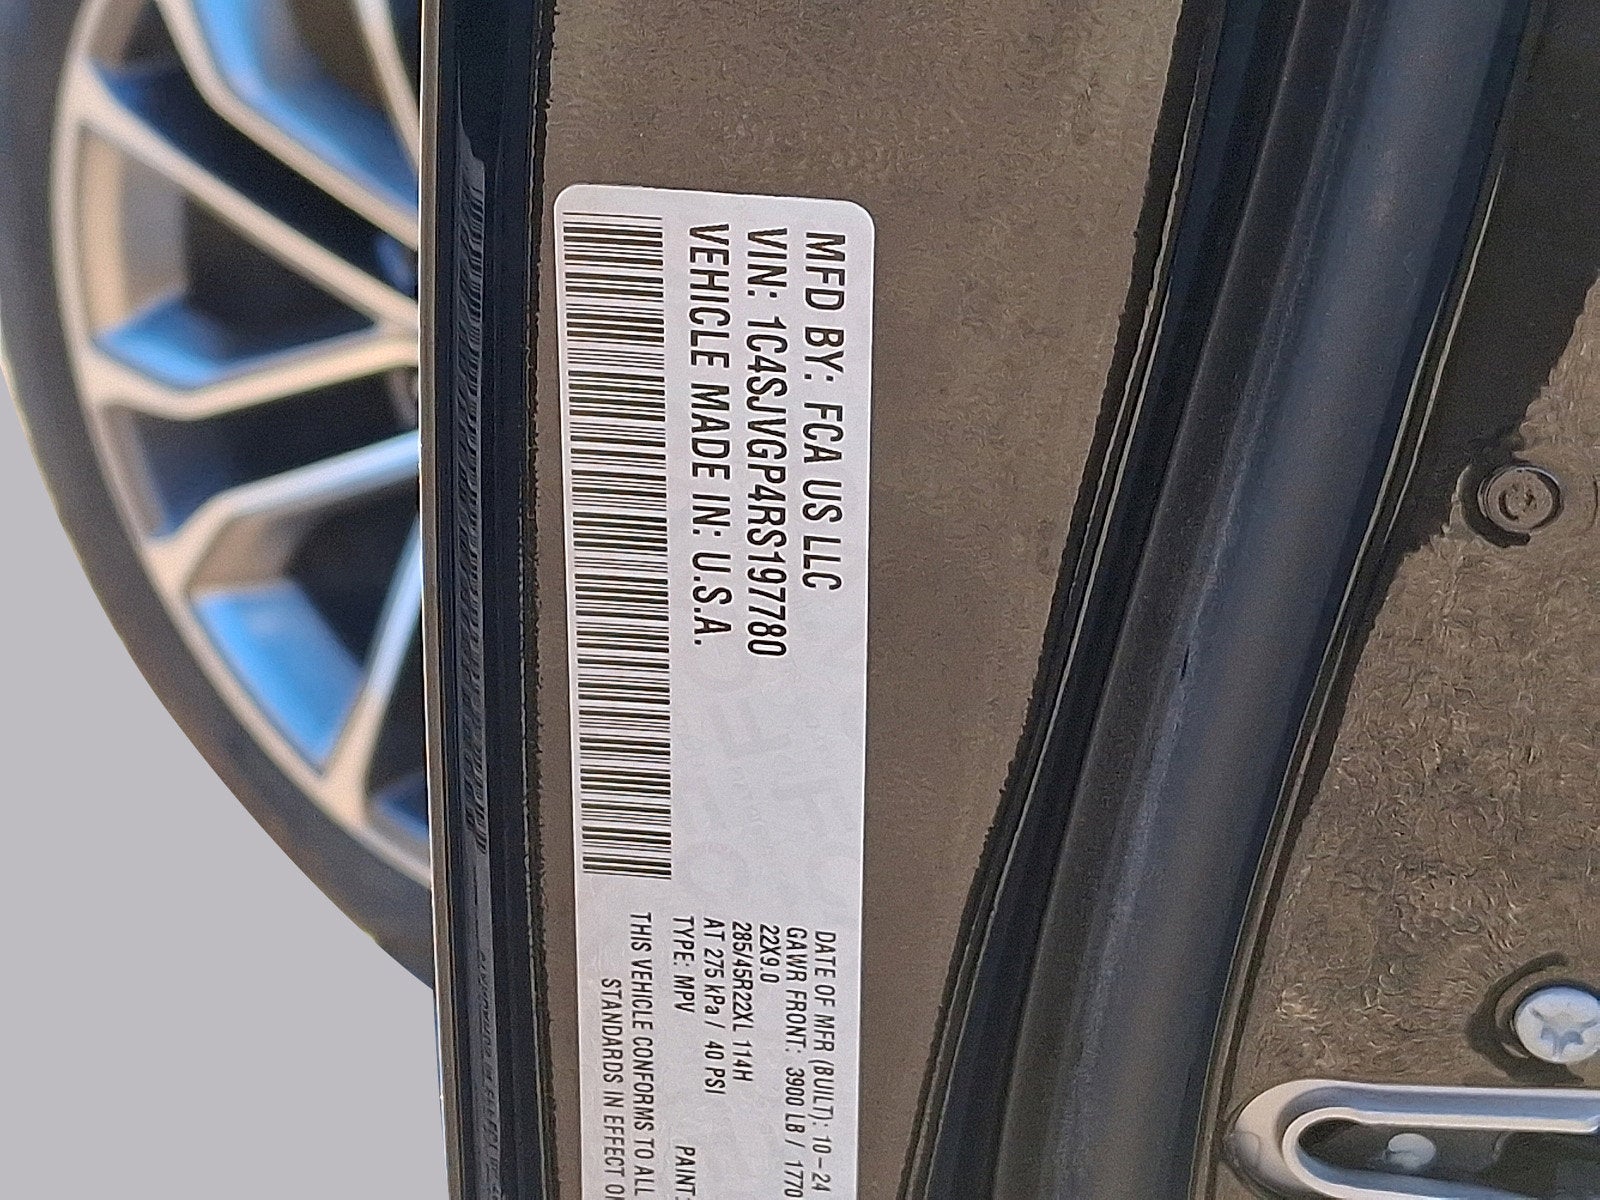 MFD BY: FCA US LLC
VIN: 1C4SJVGP4RS197780
VEHICLE MADE IN: U.S.A.
DATE OF MFR (BUILT): 10-24
GAWR FRONT: 3900 LB / 1770
22X9.0
285/45R22XL 114H
AT 275 kPa / 40 PSI
TYPE: MPV
PAINT:
THIS VEHICLE CONFORMS TO ALL
STANDARDS IN EFFECT